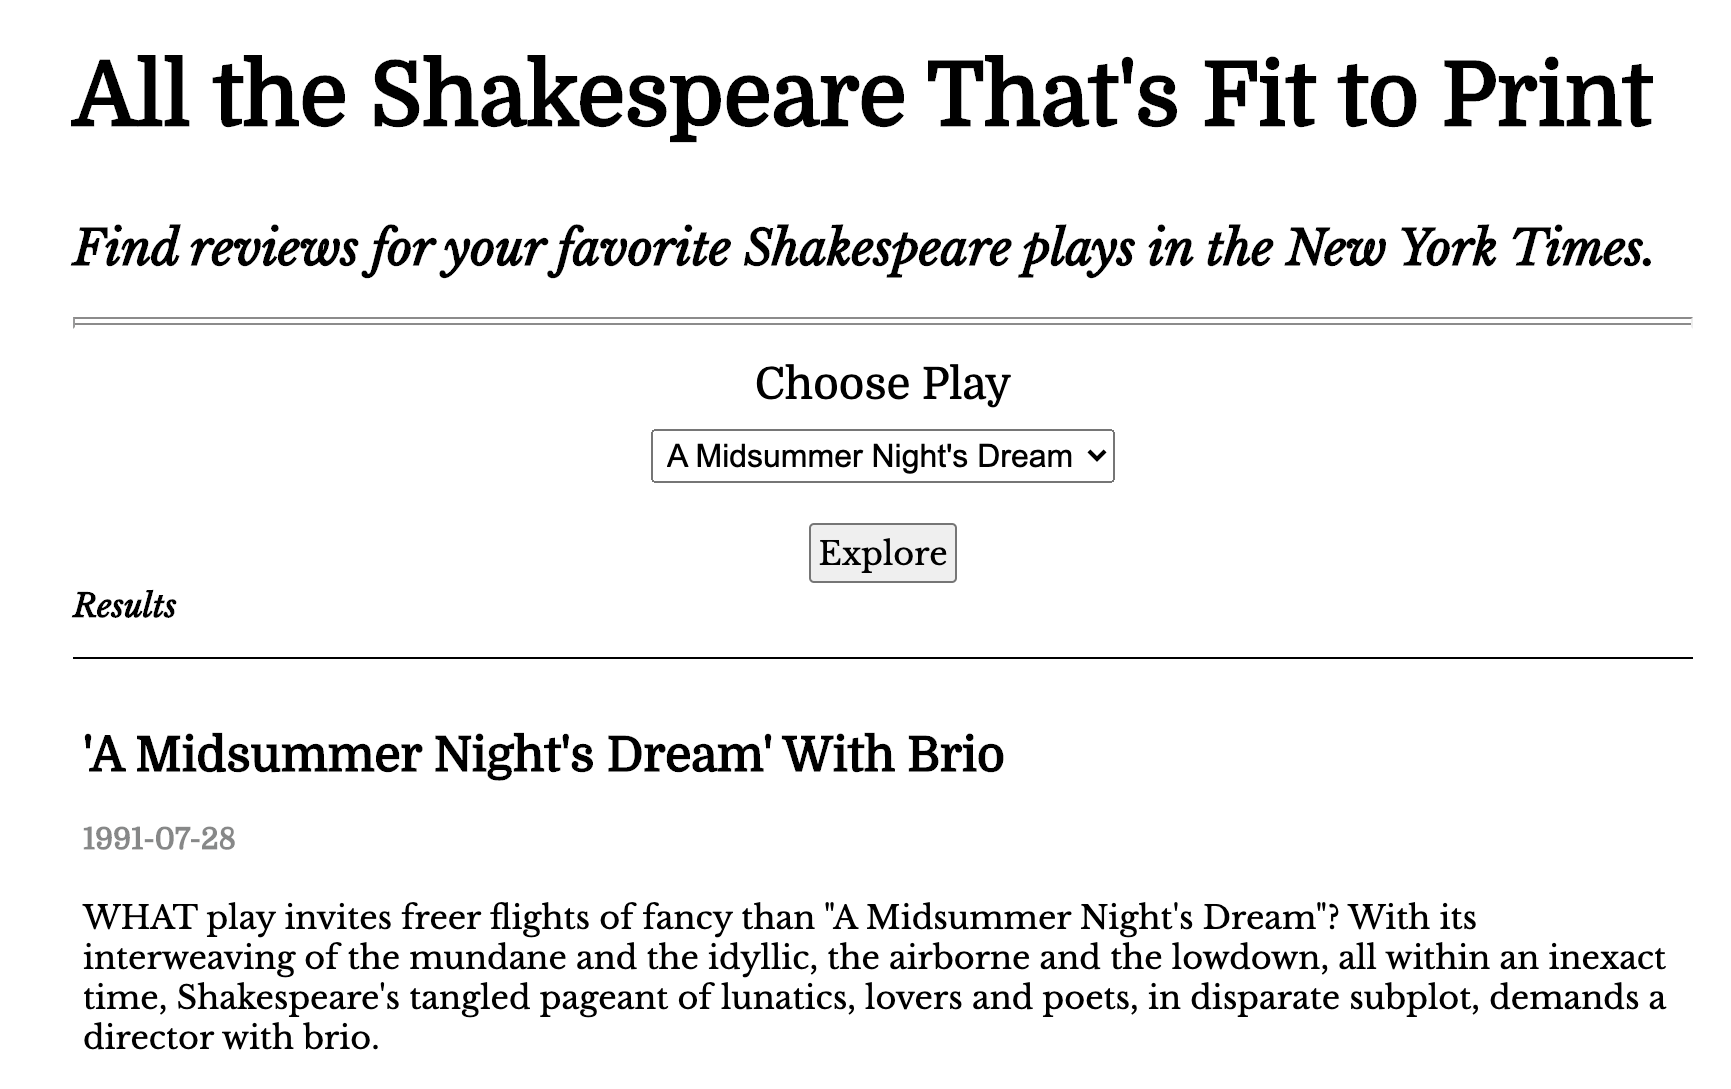 All the Shakespeare That's Fit to Print
Find reviews for your favorite Shakespeare plays in the New York Times.
Choose Play
A Midsummer Night's Dream
Explore
Results
'A Midsummer Night's Dream' With Brio
1991-07-28
WHAT play invites freer flights of fancy than "A Midsummer Night's Dream"? With its
interweaving of the mundane and the idyllic, the airborne and the lowdown, all within an inexact
time, Shakespeare's tangled pageant of lunatics, lovers and poets, in disparate subplot, demands a
director with brio.